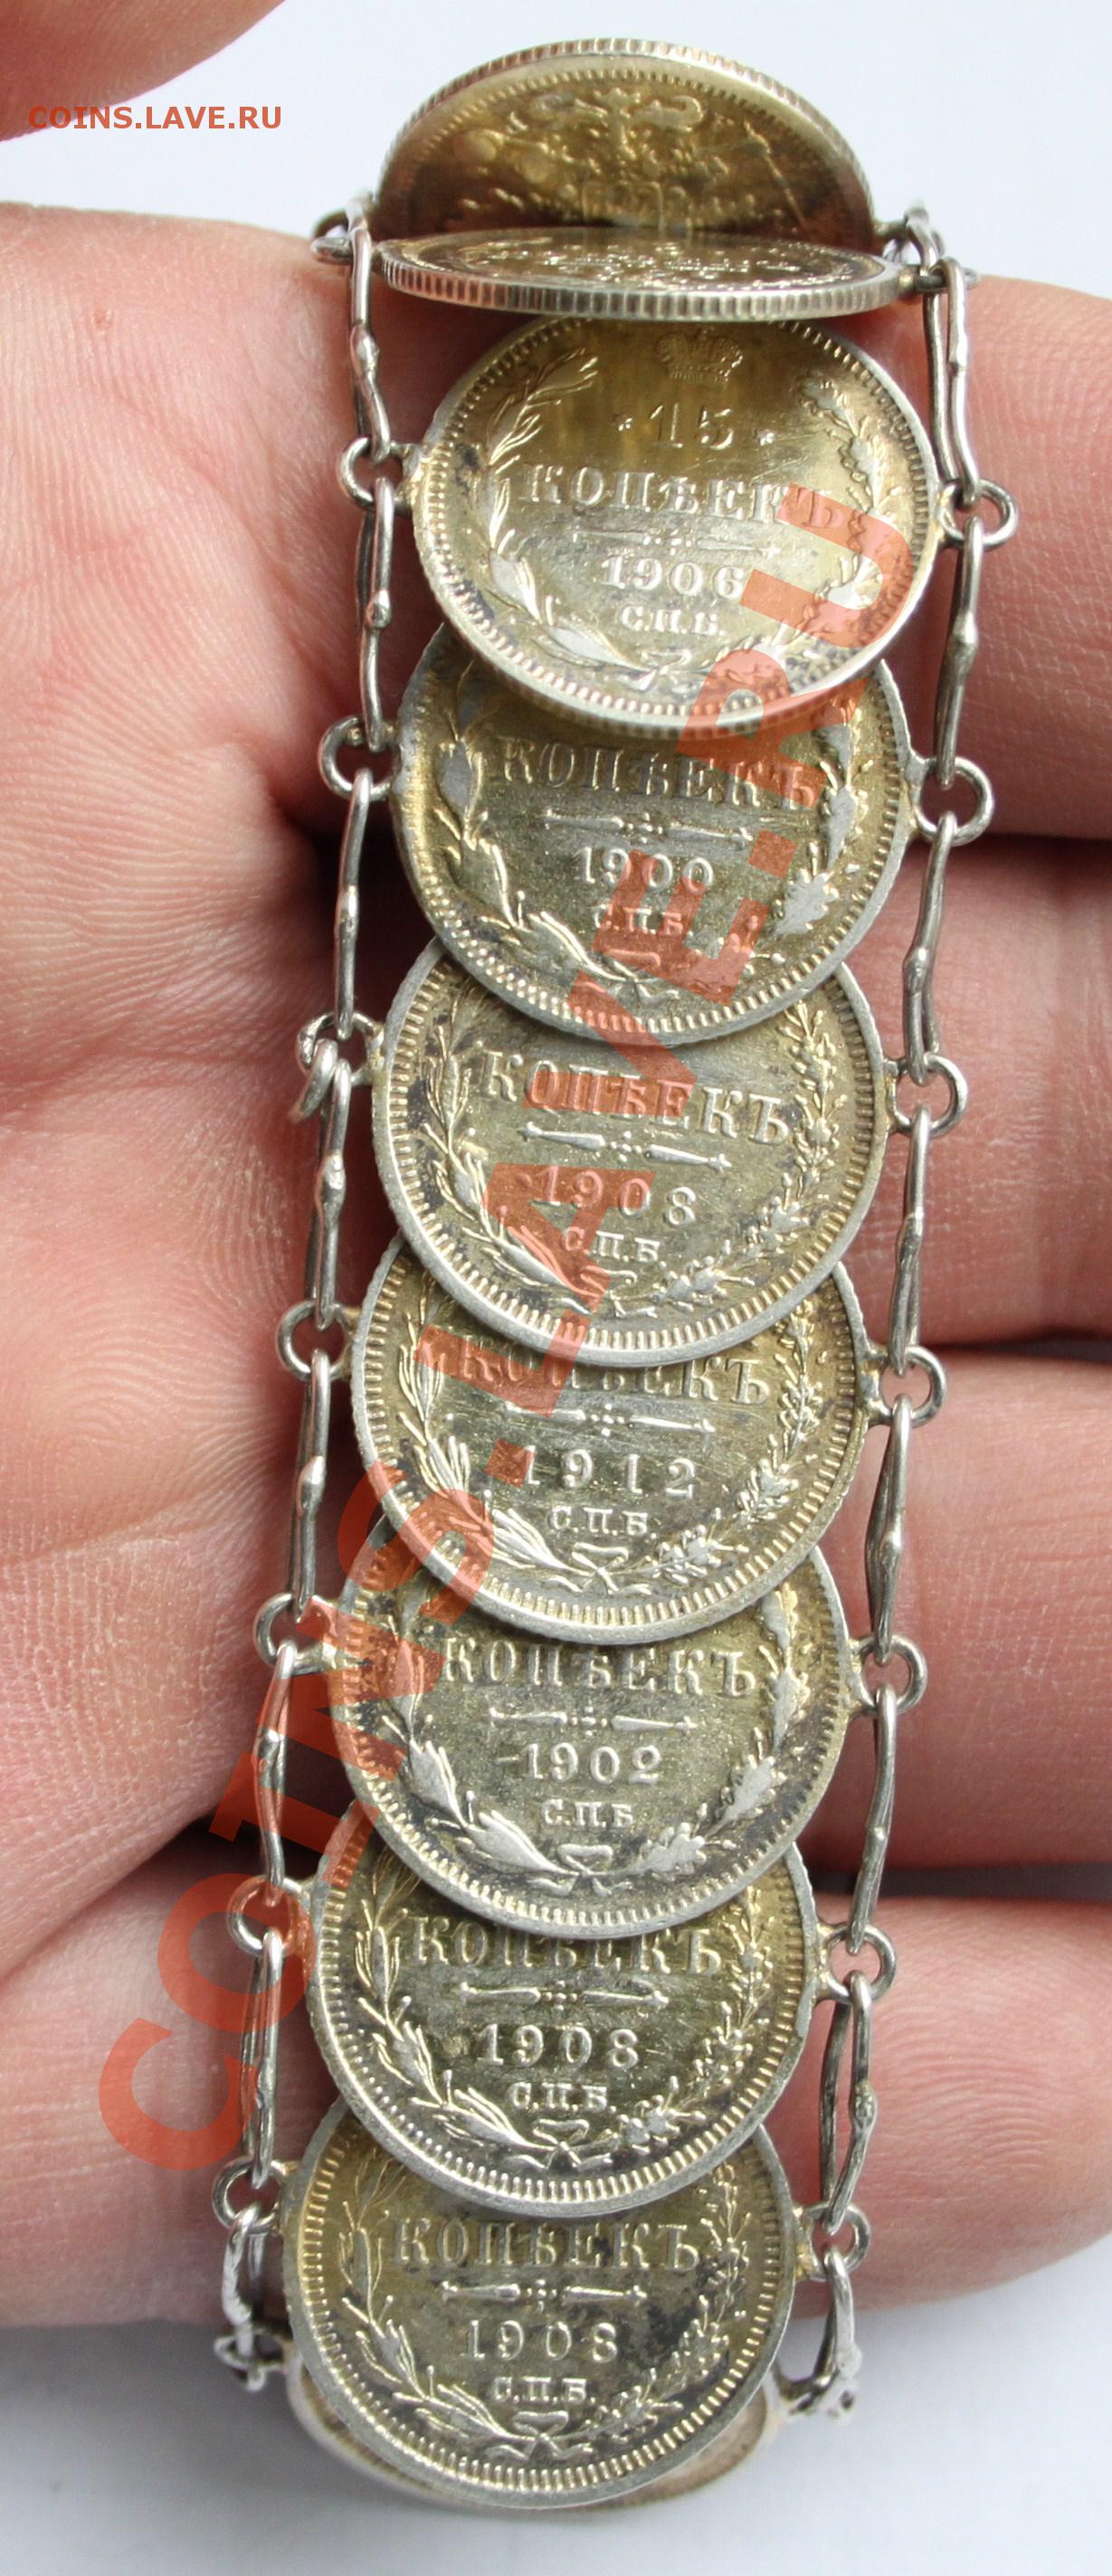 COINS.LAVE.RU
· 15 ·
КОПѢЕКЪ
1906
С.П.Б.
КОПѢЕКЪ
1900
С.П.Б.
КОПѢЕКЪ
1908
С.П.Б.
КОПѢЕКЪ
1912
С.П.Б.
КОПѢЕКЪ
1902
С.П.Б
КОПѢЕКЪ
1908
С.П.Б.
КОПѢЕКЪ
1908
С.П.Б.
COINS.LAVE.RU